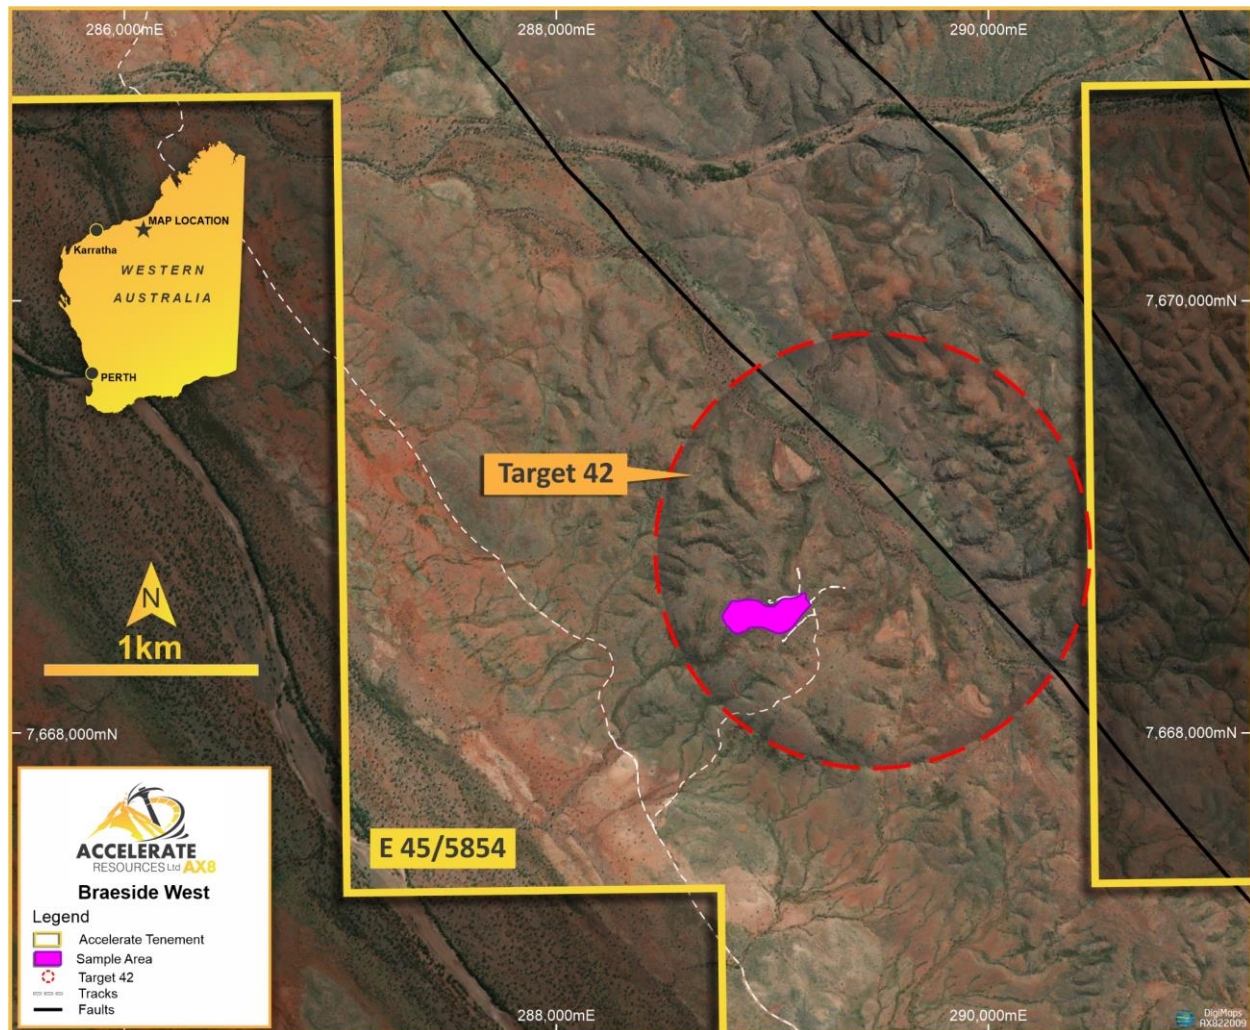 286,000mE
288,000mE
290,000mE
MAP LOCATION
Karratha
WESTERN
AUSTRALIA
PERTH
7,670,000mN
Target 42
N
1km
7,668,000mN
7,668,000mN
E 45/5854
ACCELERATE
RESOURCES Ltd AX8
Braeside West
Legend
Accelerate Tenement
Sample Area
Target 42
Tracks
Faults
288,000mE
290,000mE
DigiMaps
AX822009